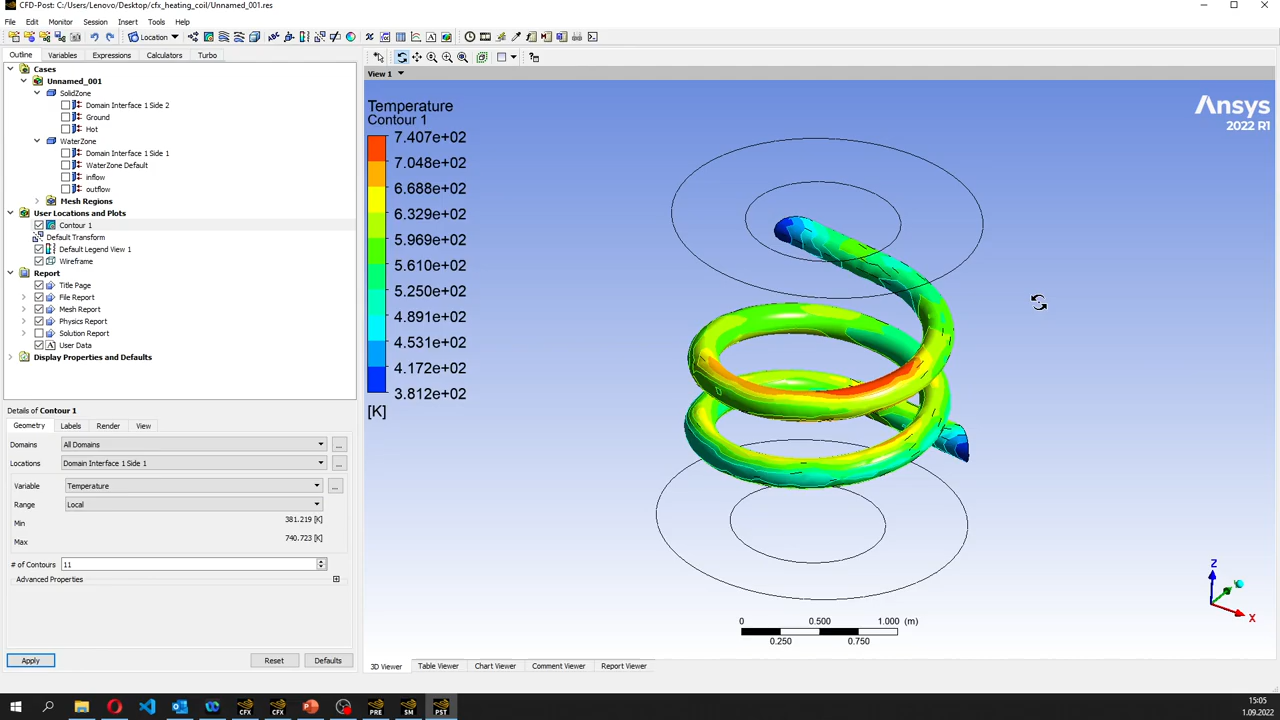 CFD-Post: C:/Users/Lenovo/Desktop/cfx_heating_coil/Unnamed_001.res
File Edit Monitor Session Insert Tools Help
Location
Outline Variables Expressions Calculators Turbo
Cases
Unnamed_001
SolidZone
Domain Interface 1 Side 2
Ground
Hot
WaterZone
Domain Interface 1 Side 1
WaterZone Default
inflow
outflow
Mesh Regions
User Locations and Plots
Contour 1
Default Transform
Default Legend View 1
Wireframe
Report
Title Page
File Report
Mesh Report
Physics Report
Solution Report
User Data
Display Properties and Defaults
Details of Contour 1
Geometry Labels Render View
Domains All Domains ...
Locations Domain Interface 1 Side 1 ...
Variable Temperature ...
Range Local
Min 381.219 [K]
Max 740.723 [K]
# of Contours 11
Advanced Properties
Apply Reset Defaults
View 1
Temperature
Contour 1
7.407e+02
7.048e+02
6.688e+02
6.329e+02
5.969e+02
5.610e+02
5.250e+02
4.891e+02
4.531e+02
4.172e+02
3.812e+02
[K]
Ansys
2022 R1
0 0.500 1.000 (m)
0.250 0.750
Z
X
3D Viewer Table Viewer Chart Viewer Comment Viewer Report Viewer
CFX CFX PRE SM PST
15:05
1.09.2022